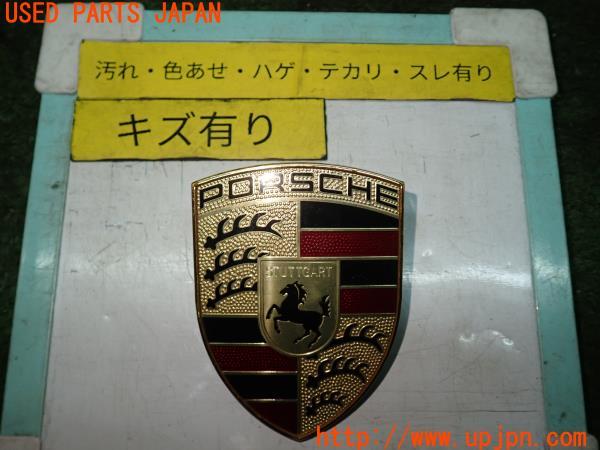 USED PARTS JAPAN
汚れ・色あせ・ハゲ・テカリ・スレ有り
キズ有り
PORSCHE
STUTTGART
http://www.upjpn.com